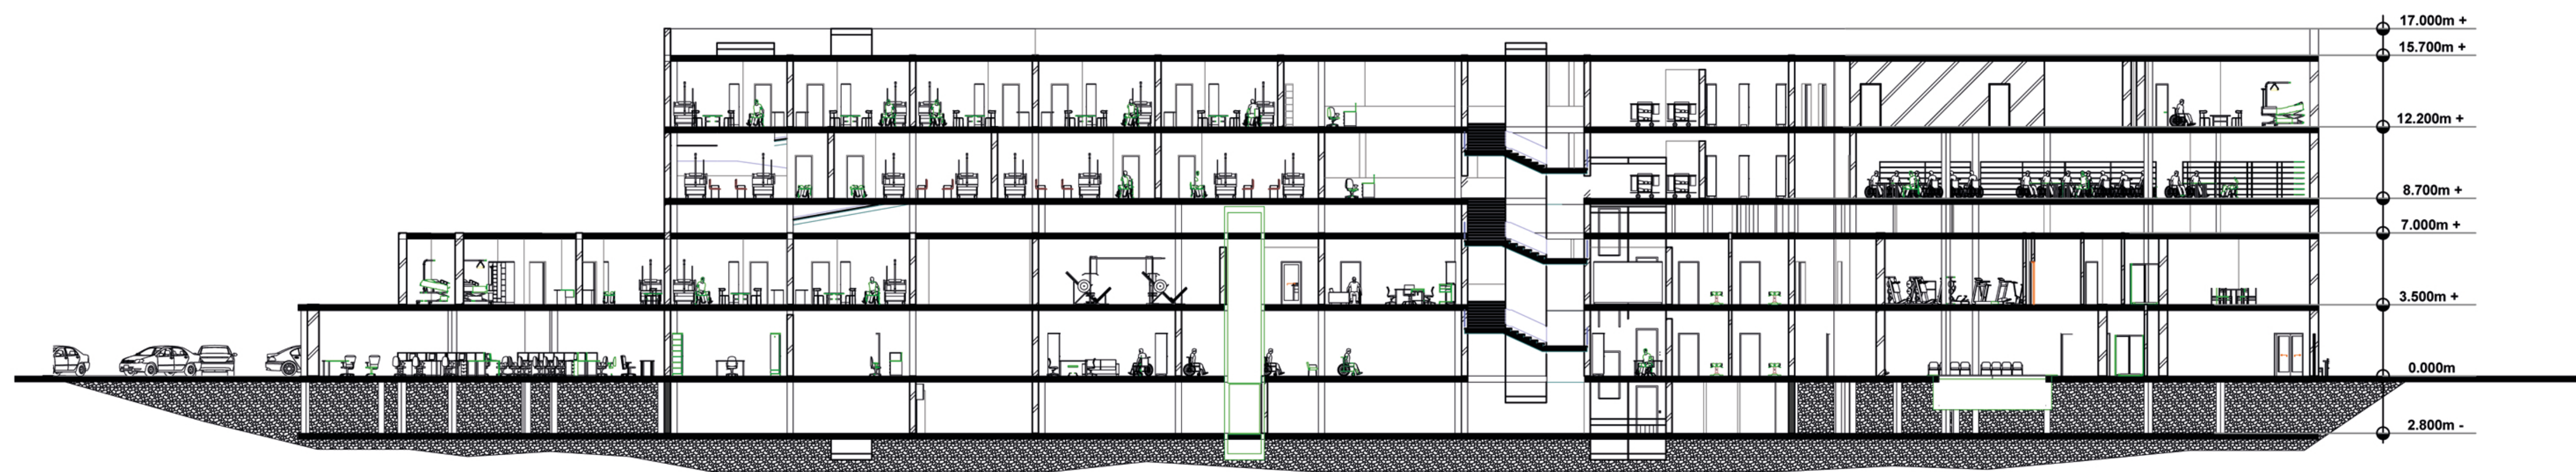 17.000m +
15.700m +
12.200m +
8.700m +
7.000m +
3.500m +
0.000m
2.800m -